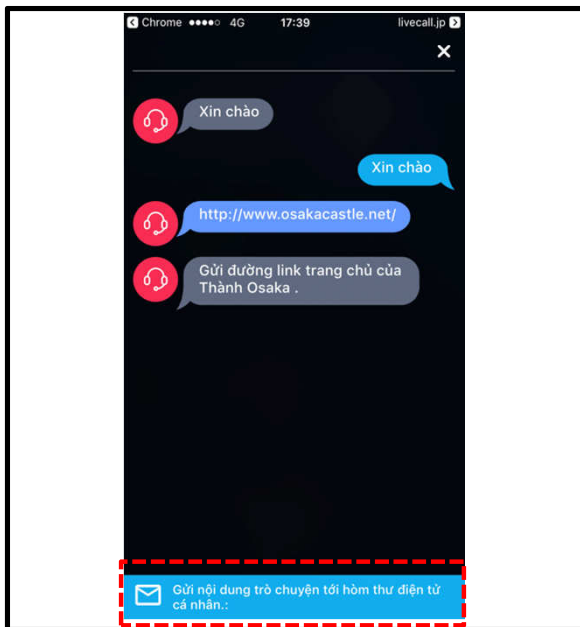 Chrome 4G 17:39 livecall.jp
Xin chào
Xin chào
http://www.osakacastle.net/
Gửi đường link trang chủ của
Thành Osaka .
Gửi nội dung trò chuyện tới hòm thư điện tử
cá nhân.: